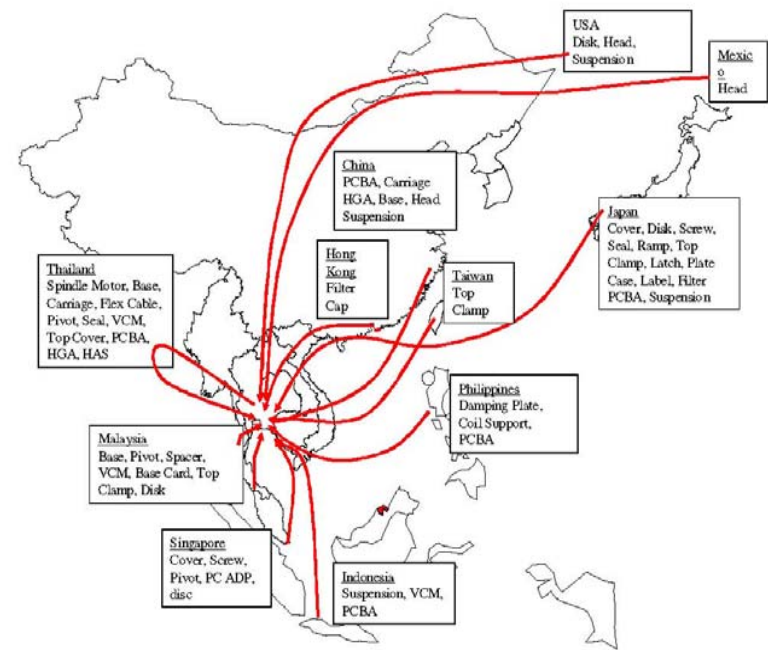 USA
Disk, Head,
Suspension
Mexic
o
Head
China
PCBA, Carriage
HGA, Base, Head
Suspension
Japan
Cover, Disk, Screw,
Seal, Ramp, Top
Clamp, Latch, Plate
Case, Label, Filter
PCBA, Suspension
Hong
Kong
Filter
Cap
Taiwan
Top
Clamp
Thailand
Spindle Motor, Base,
Carriage, Flex Cable,
Pivot, Seal, VCM,
Top Cover, PCBA,
HGA, HAS
Philippines
Damping Plate,
Coil Support,
PCBA
Malaysia
Base, Pivot, Spacer,
VCM, Base Card, Top
Clamp, Disk
Singapore
Cover, Screw,
Pivot, PC ADP,
disc
Indonesia
Suspension, VCM,
PCBA